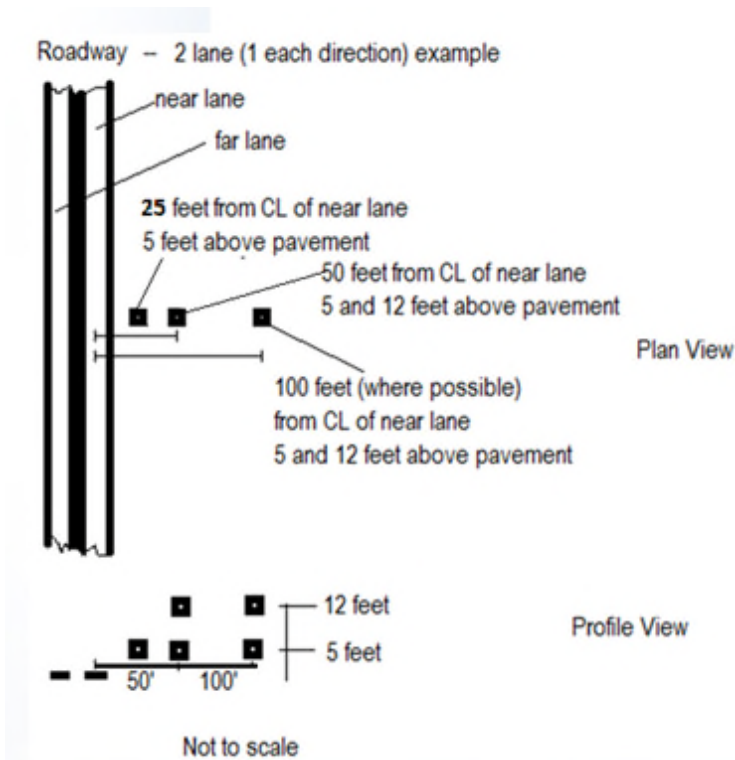 Roadway – 2 lane (1 each direction) example
near lane
far lane
25 feet from CL of near lane
5 feet above pavement
50 feet from CL of near lane
5 and 12 feet above pavement
Plan View
100 feet (where possible)
from CL of near lane
5 and 12 feet above pavement
12 feet
Profile View
5 feet
50' 100'
Not to scale